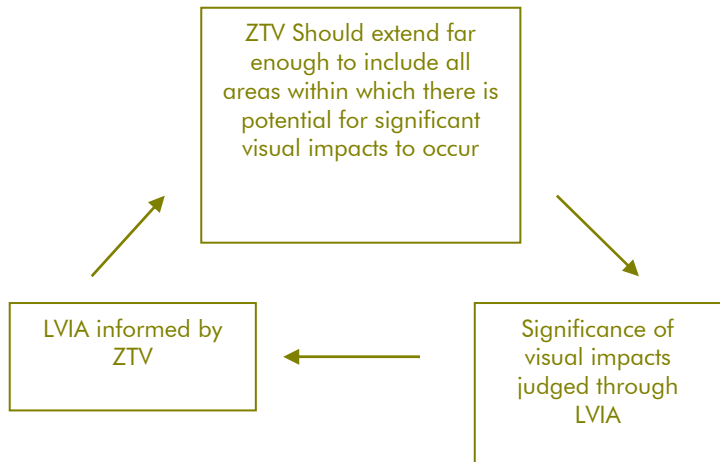 ZTV Should extend far
enough to include all
areas within which there is
potential for significant
visual impacts to occur
LVIA informed by
ZTV
Significance of
visual impacts
judged through
LVIA